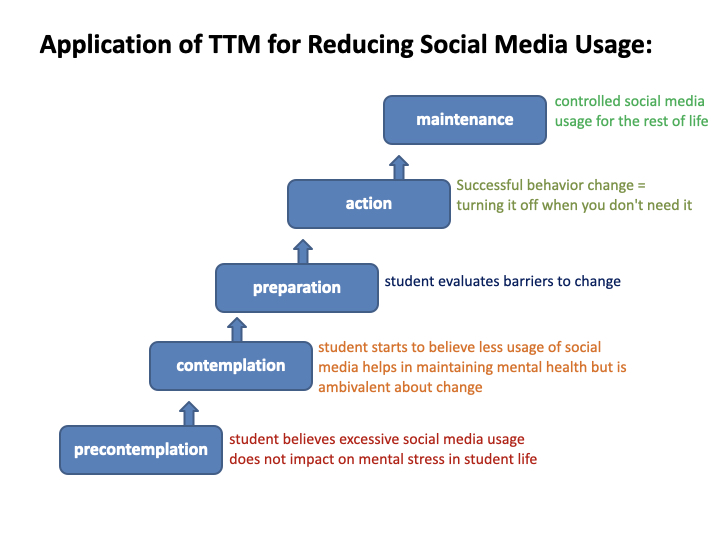 Application of TTM for Reducing Social Media Usage:
maintenance
controlled social media
usage for the rest of life
action
Successful behavior change =
turning it off when you don't need it
preparation
student evaluates barriers to change
contemplation
student starts to believe less usage of social
media helps in maintaining mental health but is
ambivalent about change
precontemplation
student believes excessive social media usage
does not impact on mental stress in student life